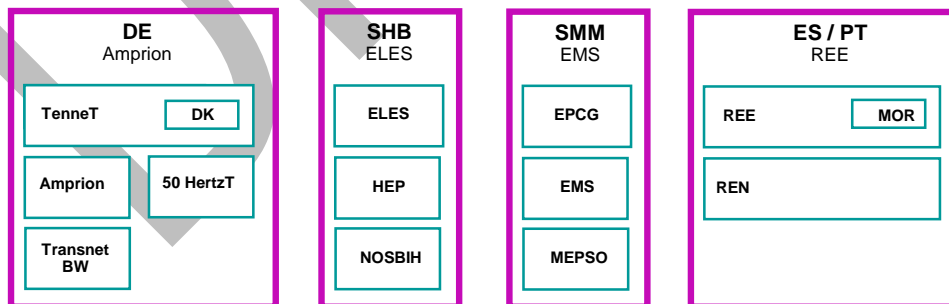 DE
Amprion
TenneT
DK
Amprion
50 HertzT
Transnet
BW
SHB
ELES
ELES
HEP
NOSBIH
SMM
EMS
EPCG
EMS
MEPSO
ES / PT
REE
REE
MOR
REN